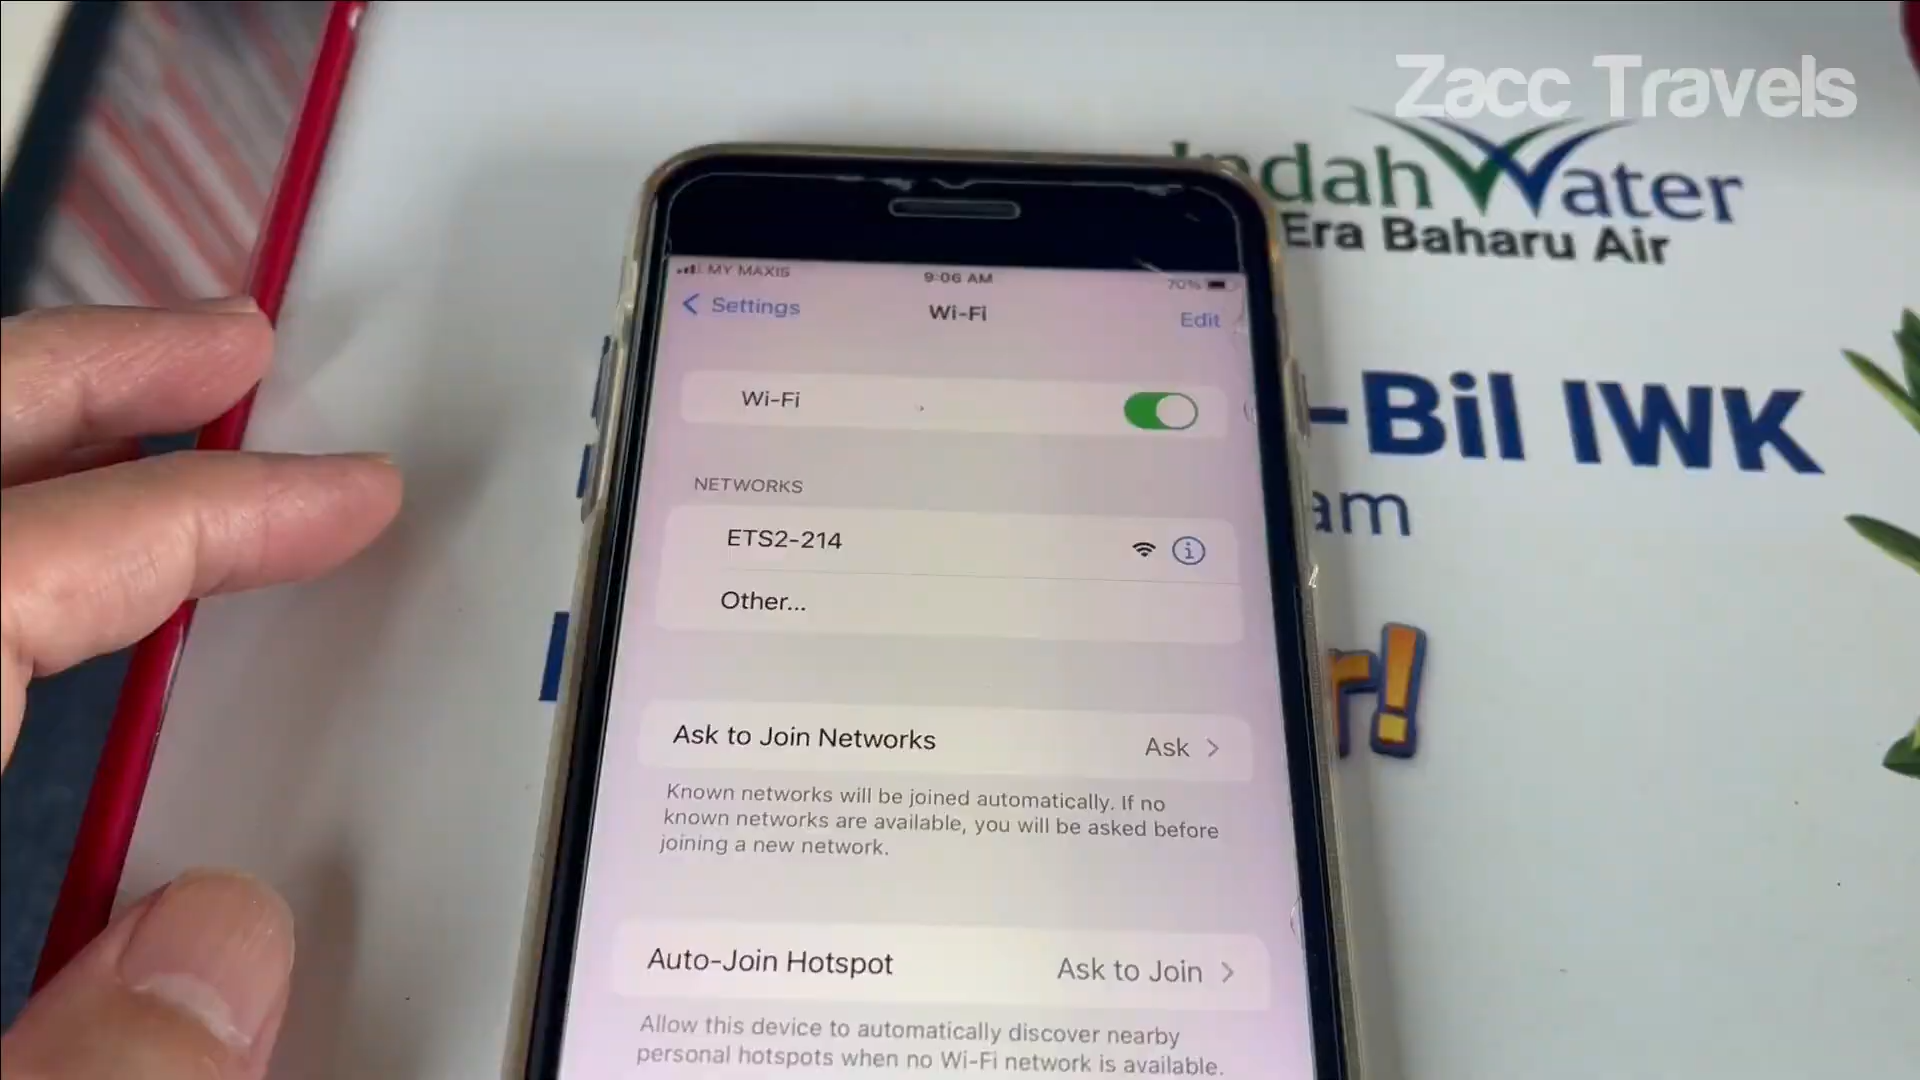 Zacc Travels
IndahWater
Era Baharu Air
-Bil IWK
am
r!
MY MAXIS
9:06 AM
70%
Settings
Wi-Fi
Edit
Wi-Fi
NETWORKS
ETS2-214
Other...
Ask to Join Networks
Ask
Known networks will be joined automatically. If no
known networks are available, you will be asked before
joining a new network.
Auto-Join Hotspot
Ask to Join
Allow this device to automatically discover nearby
personal hotspots when no Wi-Fi network is available.